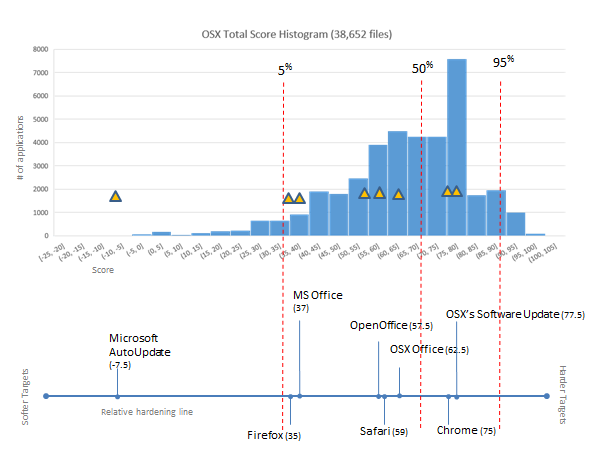 OSX Total Score Histogram (38,652 files)
8000
7000
6000
5000
4000
3000
2000
1000
0
# of applications
5%
50%
95%
(-25, -20]
(-20, -15]
(-15, -10]
(-10, -5]
(-5, 0]
(0, 5]
(5, 10]
(10, 15]
(15, 20]
(20, 25]
(25, 30]
(30, 35]
(35, 40]
(40, 45]
(45, 50]
(50, 55]
(55, 60]
(60, 65]
(65, 70]
(70, 75]
(75, 80]
(80, 85]
(85, 90]
(90, 95]
(95, 100]
(100, 105]
Score
MS Office
(37)
OSX's Software Update (77.5)
OpenOffice (57.5)
Microsoft
AutoUpdate
(-7.5)
OSX Office (62.5)
Softer Targets
Harder Targets
Relative hardening line
Firefox (35)
Safari (59)
Chrome (75)